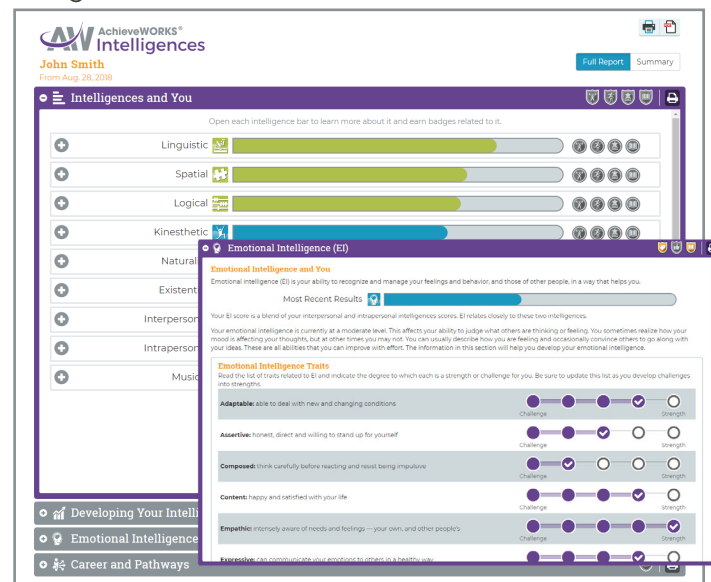 AchieveWORKS®
Intelligences
John Smith
From Aug. 28, 2018
Full Report Summary
Intelligences and You
Open each intelligence bar to learn more about it and earn badges related to it.
Linguistic
Spatial
Logical
Kinesthetic
Natural
Existent
Interperson
Intraperson
Music
Developing Your Intelli
Emotional Intelligence
Career and Pathways
Emotional Intelligence (EI)
Emotional Intelligence and You
Emotional intelligence (EI) is your ability to recognize and manage your feelings and behavior, and those of other people, in a way that helps you.
Most Recent Results
Your EI score is a blend of your interpersonal and intrapersonal intelligences scores. EI relates closely to these two intelligences.
Your emotional intelligence is currently at a moderate level. This affects your ability to judge what others are thinking or feeling. You sometimes realize how your
mood is affecting your thoughts, but at other times you may not. You can usually describe how you are feeling and occasionally convince others to go along with
your ideas. These are all abilities that you can improve with effort. The information in this section will help you develop your emotional intelligence.
Emotional Intelligence Traits
Read the list of traits related to EI and indicate the degree to which each is a strength or challenge for you. Be sure to update this list as you develop challenges
into strengths.
Adaptable: able to deal with new and changing conditions
Challenge Strength
Assertive: honest, direct and willing to stand up for yourself
Challenge Strength
Composed: think carefully before reacting and resist being impulsive
Challenge Strength
Content: happy and satisfied with your life
Challenge Strength
Empathic: intensely aware of needs and feelings — your own, and other people's
Challenge Strength
Expressive: can communicate your emotions to others in a healthy way